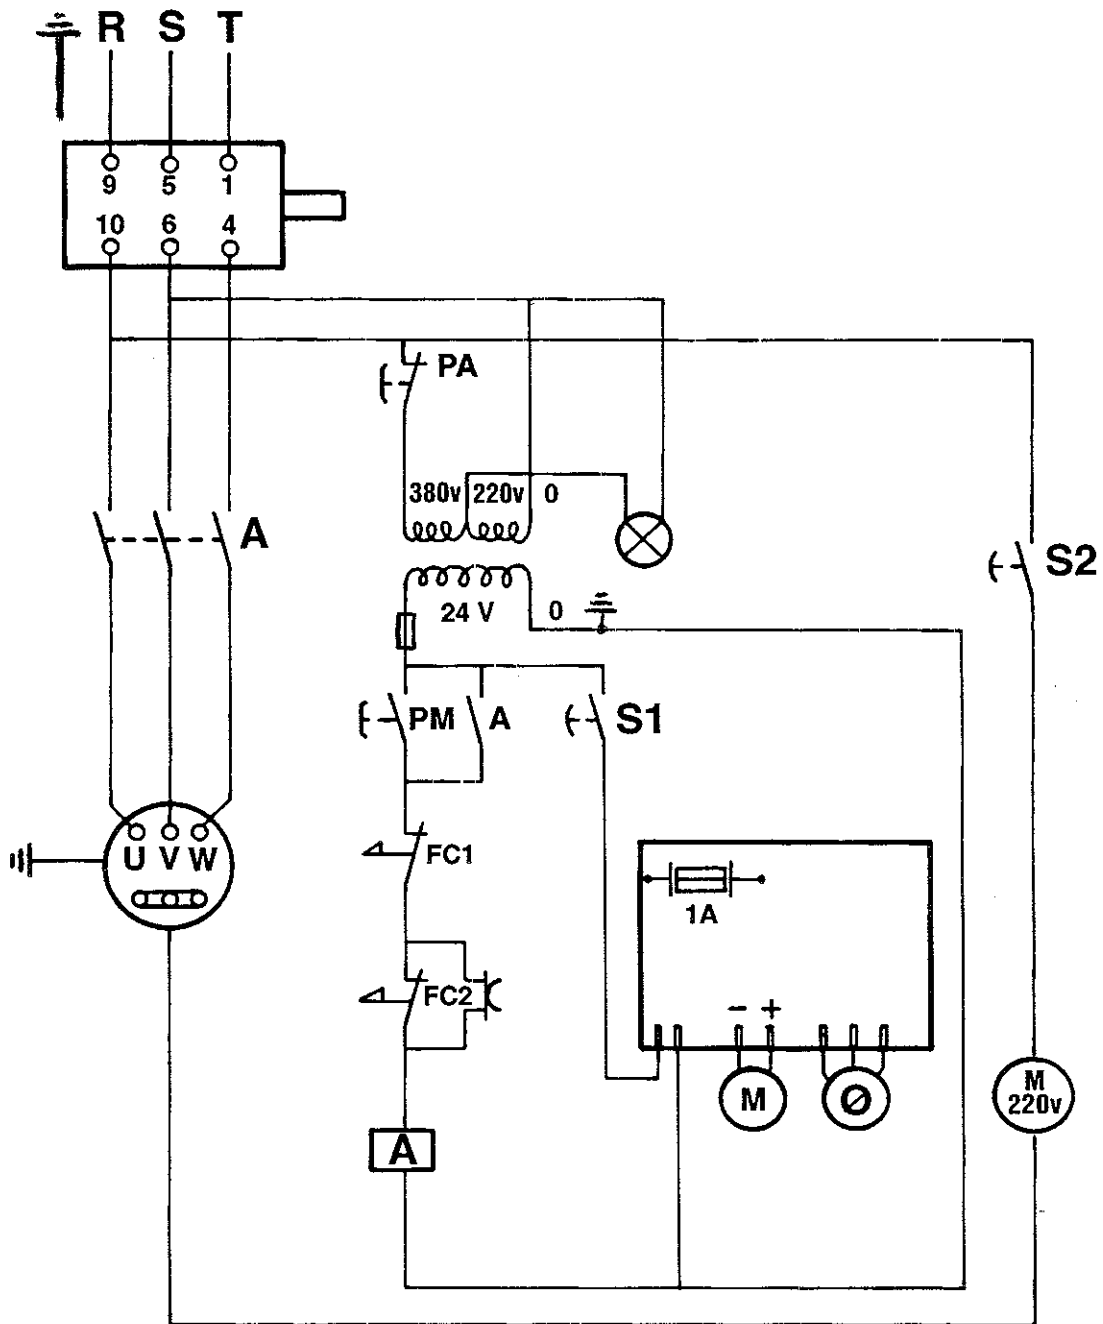 R S T
9 5 1
10 6 4
PA
380v 220v 0
A
S2
24 V 0
PM A S1
FC1
U V W
1A
FC2
- +
M Ø
M
220v
A